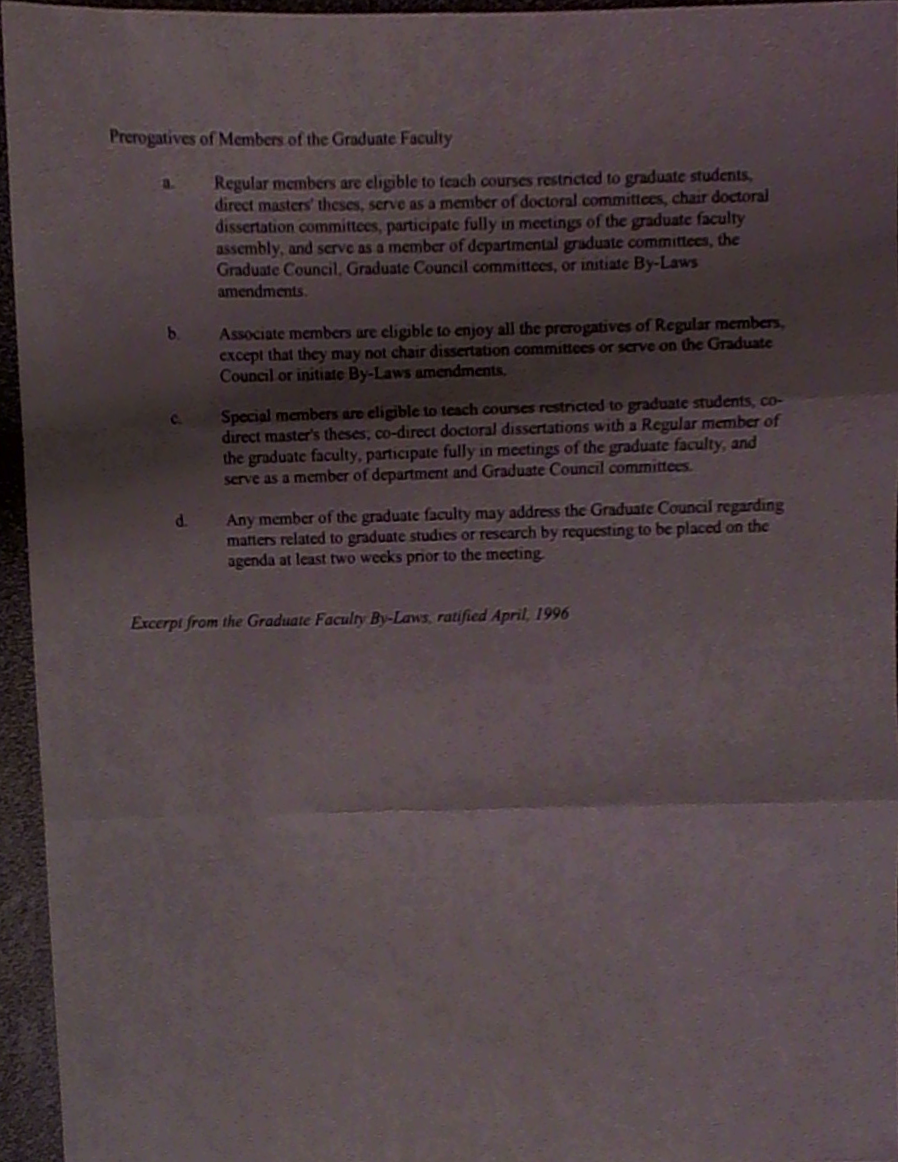 Prerogatives of Members of the Graduate Faculty
a. Regular members are eligible to teach courses restricted to graduate students,
direct masters' theses, serve as a member of doctoral committees, chair doctoral
dissertation committees, participate fully in meetings of the graduate faculty
assembly, and serve as a member of departmental graduate committees, the
Graduate Council, Graduate Council committees, or initiate By-Laws
amendments.
b. Associate members are eligible to enjoy all the prerogatives of Regular members,
except that they may not chair dissertation committees or serve on the Graduate
Council or initiate By-Laws amendments.
c. Special members are eligible to teach courses restricted to graduate students, co-
direct master's theses, co-direct doctoral dissertations with a Regular member of
the graduate faculty, participate fully in meetings of the graduate faculty, and
serve as a member of department and Graduate Council committees.
d. Any member of the graduate faculty may address the Graduate Council regarding
matters related to graduate studies or research by requesting to be placed on the
agenda at least two weeks prior to the meeting.
Excerpt from the Graduate Faculty By-Laws, ratified April, 1996